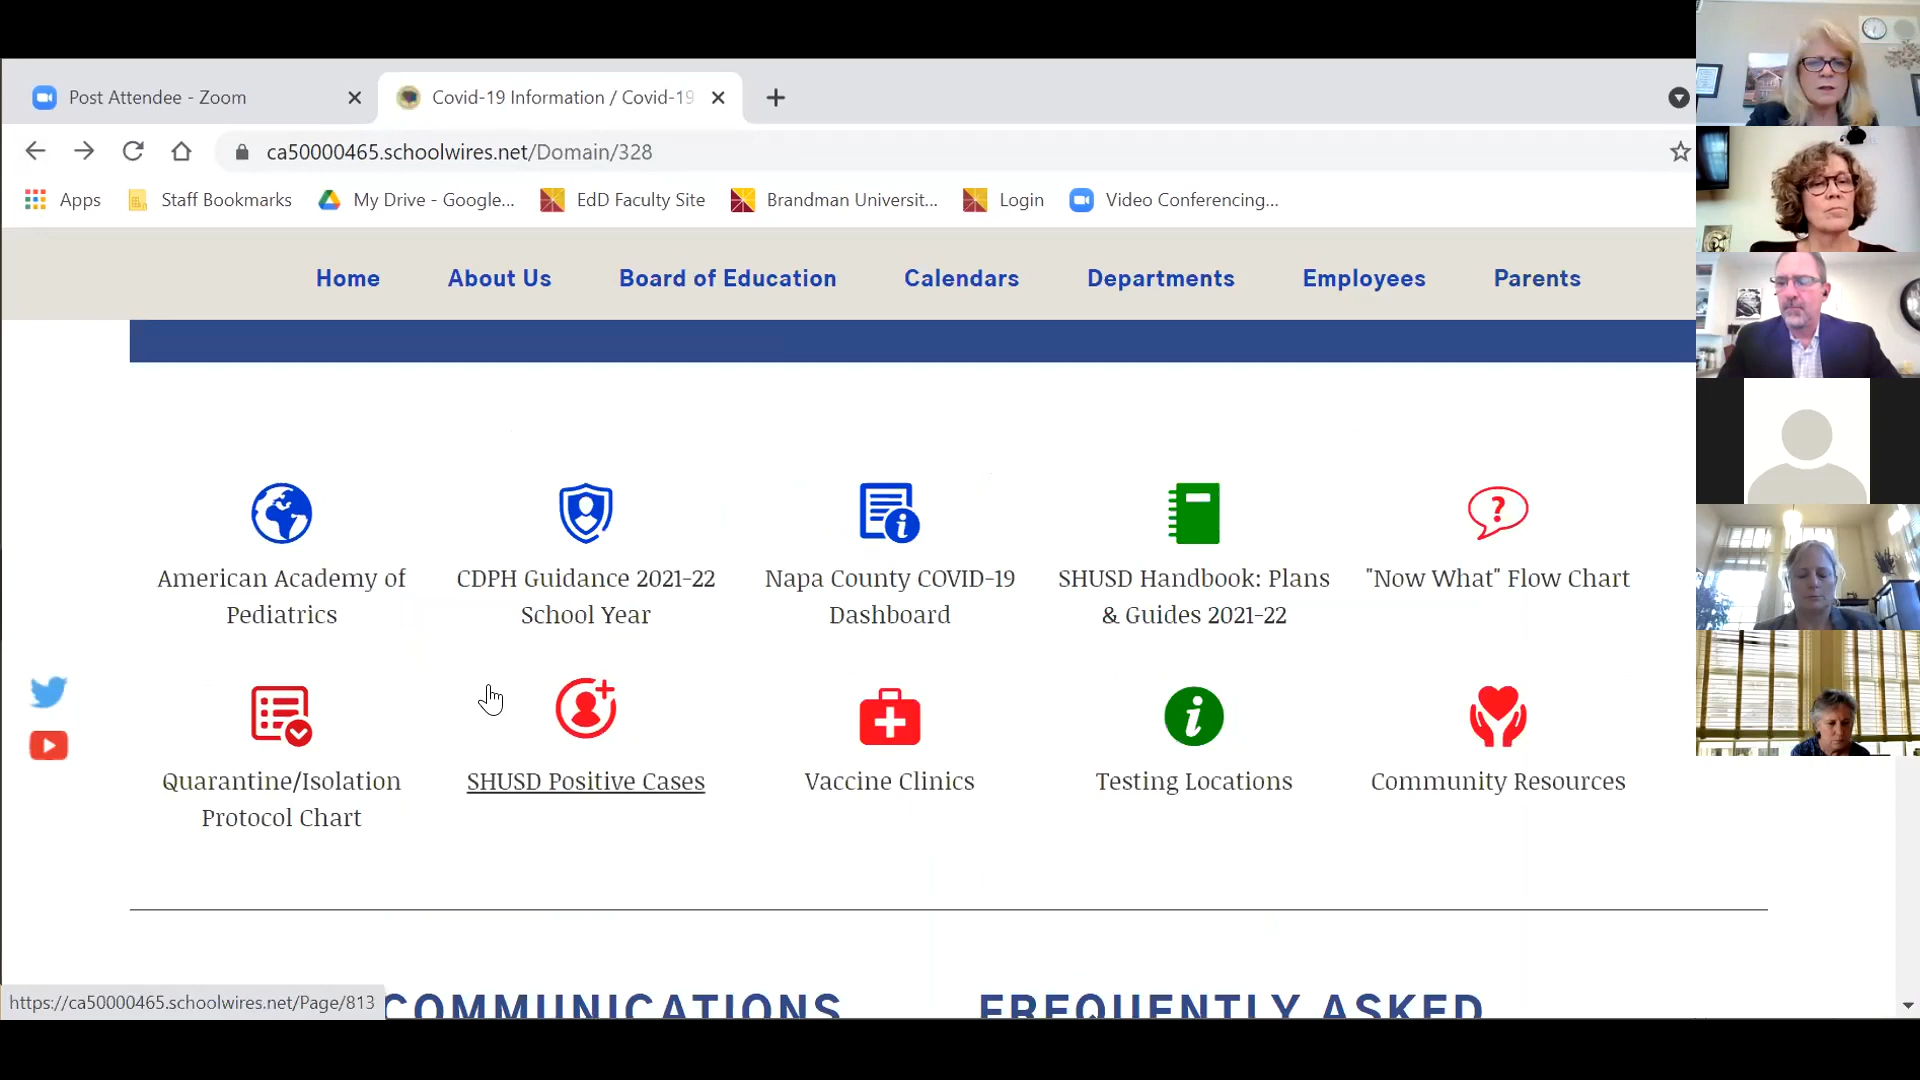 Post Attendee - Zoom
Covid-19 Information / Covid-19
ca50000465.schoolwires.net/Domain/328
Apps
Staff Bookmarks
My Drive - Google...
EdD Faculty Site
Brandman Universit...
Login
Video Conferencing...
Home
About Us
Board of Education
Calendars
Departments
Employees
Parents
American Academy of
Pediatrics
CDPH Guidance 2021-22
School Year
Napa County COVID-19
Dashboard
SHUSD Handbook: Plans
& Guides 2021-22
"Now What" Flow Chart
Quarantine/Isolation
Protocol Chart
SHUSD Positive Cases
Vaccine Clinics
Testing Locations
Community Resources
COMMUNICATIONS
FREQUENTLY ASKED
https://ca50000465.schoolwires.net/Page/813